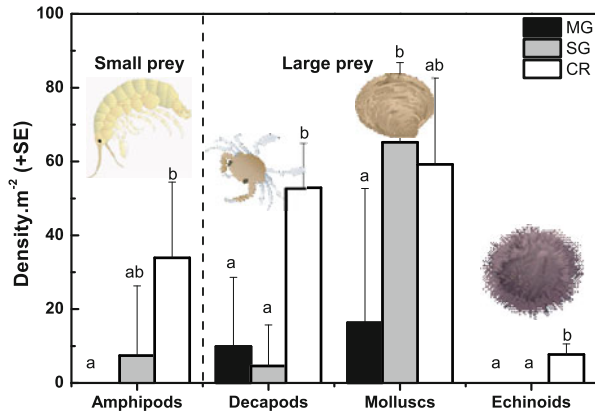 100
80
60
40
20
0
Density.m⁻² (+SE)
Small prey
Large prey
MG
SG
CR
a
ab
b
a
a
b
a
b
ab
a
a
b
Amphipods
Decapods
Molluscs
Echinoids